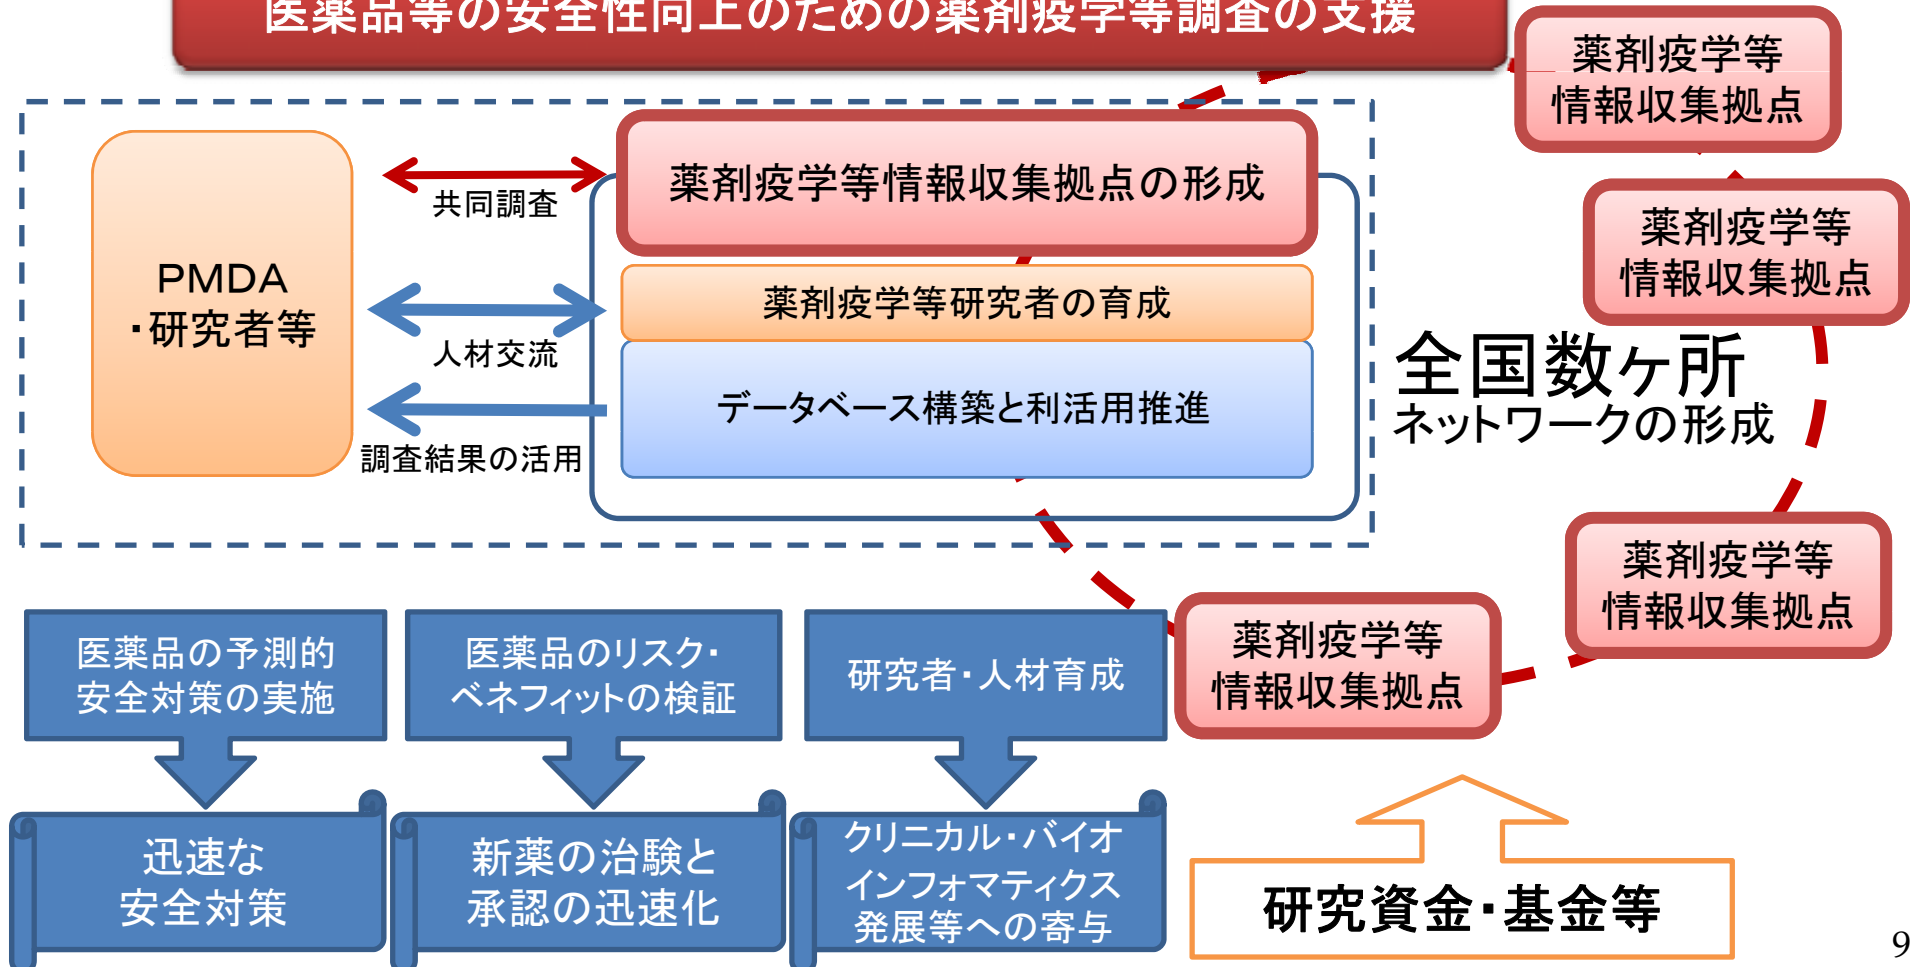 医薬品等の安全性向上のための薬剤疫学等調査の支援
薬剤疫学等
情報収集拠点
薬剤疫学等情報収集拠点の形成
共同調査
薬剤疫学等
情報収集拠点
PMDA
・研究者等
薬剤疫学等研究者の育成
人材交流
全国数ヶ所
ネットワークの形成
データベース構築と利活用推進
調査結果の活用
薬剤疫学等
情報収集拠点
薬剤疫学等
情報収集拠点
医薬品の予測的
安全対策の実施
医薬品のリスク・
ベネフィットの検証
研究者・人材育成
迅速な
安全対策
新薬の治験と
承認の迅速化
クリニカル・バイオ
インフォマティクス
発展等への寄与
研究資金・基金等
9